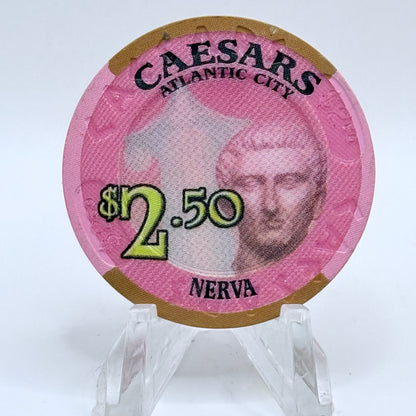 CAESARS
ATLANTIC CITY
$2.50
NERVA